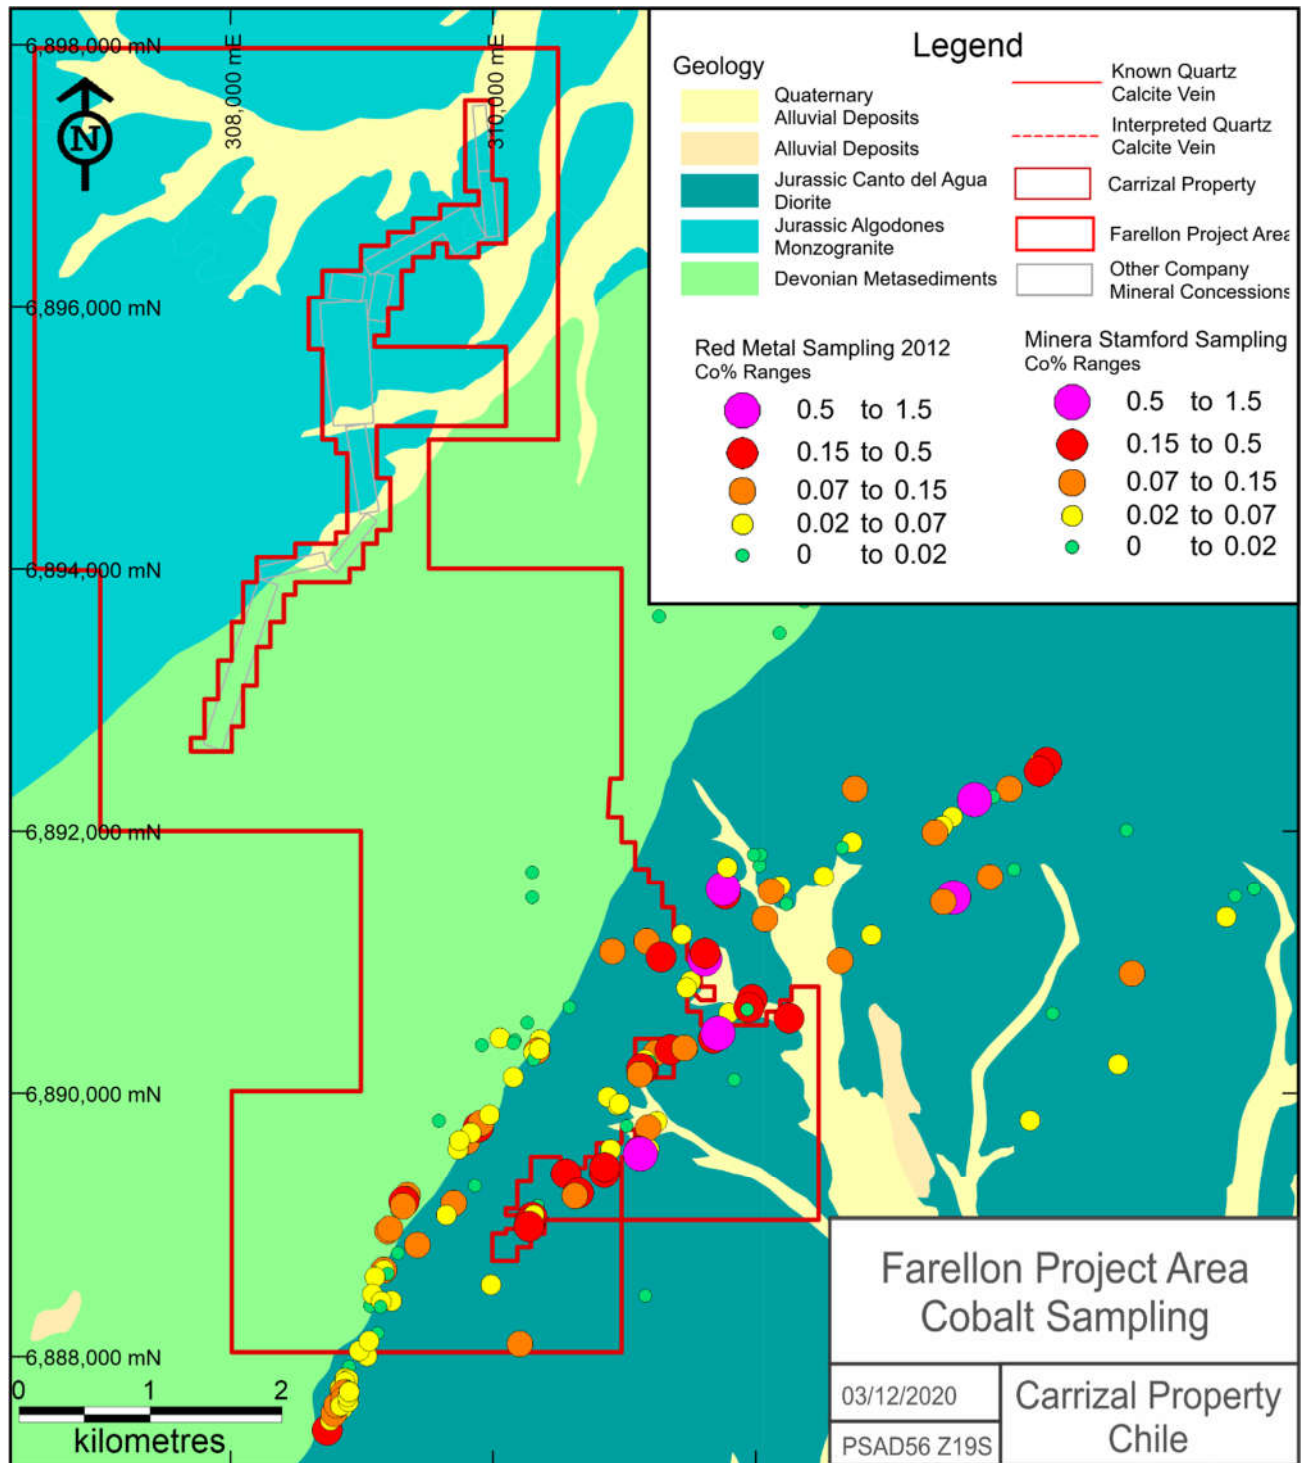 6,898,000 mN
308,000 mE
310,000 mE
N
6,896,000 mN
6,894,000 mN
6,892,000 mN
6,890,000 mN
6,888,000 mN
0 1 2
kilometres
Legend
Geology
Quaternary
Alluvial Deposits
Alluvial Deposits
Jurassic Canto del Agua
Diorite
Jurassic Algodones
Monzogranite
Devonian Metasediments
Known Quartz
Calcite Vein
Interpreted Quartz
Calcite Vein
Carrizal Property
Farellon Project Area
Other Company
Mineral Concessions
Red Metal Sampling 2012
Co% Ranges
0.5 to 1.5
0.15 to 0.5
0.07 to 0.15
0.02 to 0.07
0 to 0.02
Minera Stamford Sampling
Co% Ranges
0.5 to 1.5
0.15 to 0.5
0.07 to 0.15
0.02 to 0.07
0 to 0.02
Farellon Project Area
Cobalt Sampling
03/12/2020
PSAD56 Z19S
Carrizal Property
Chile